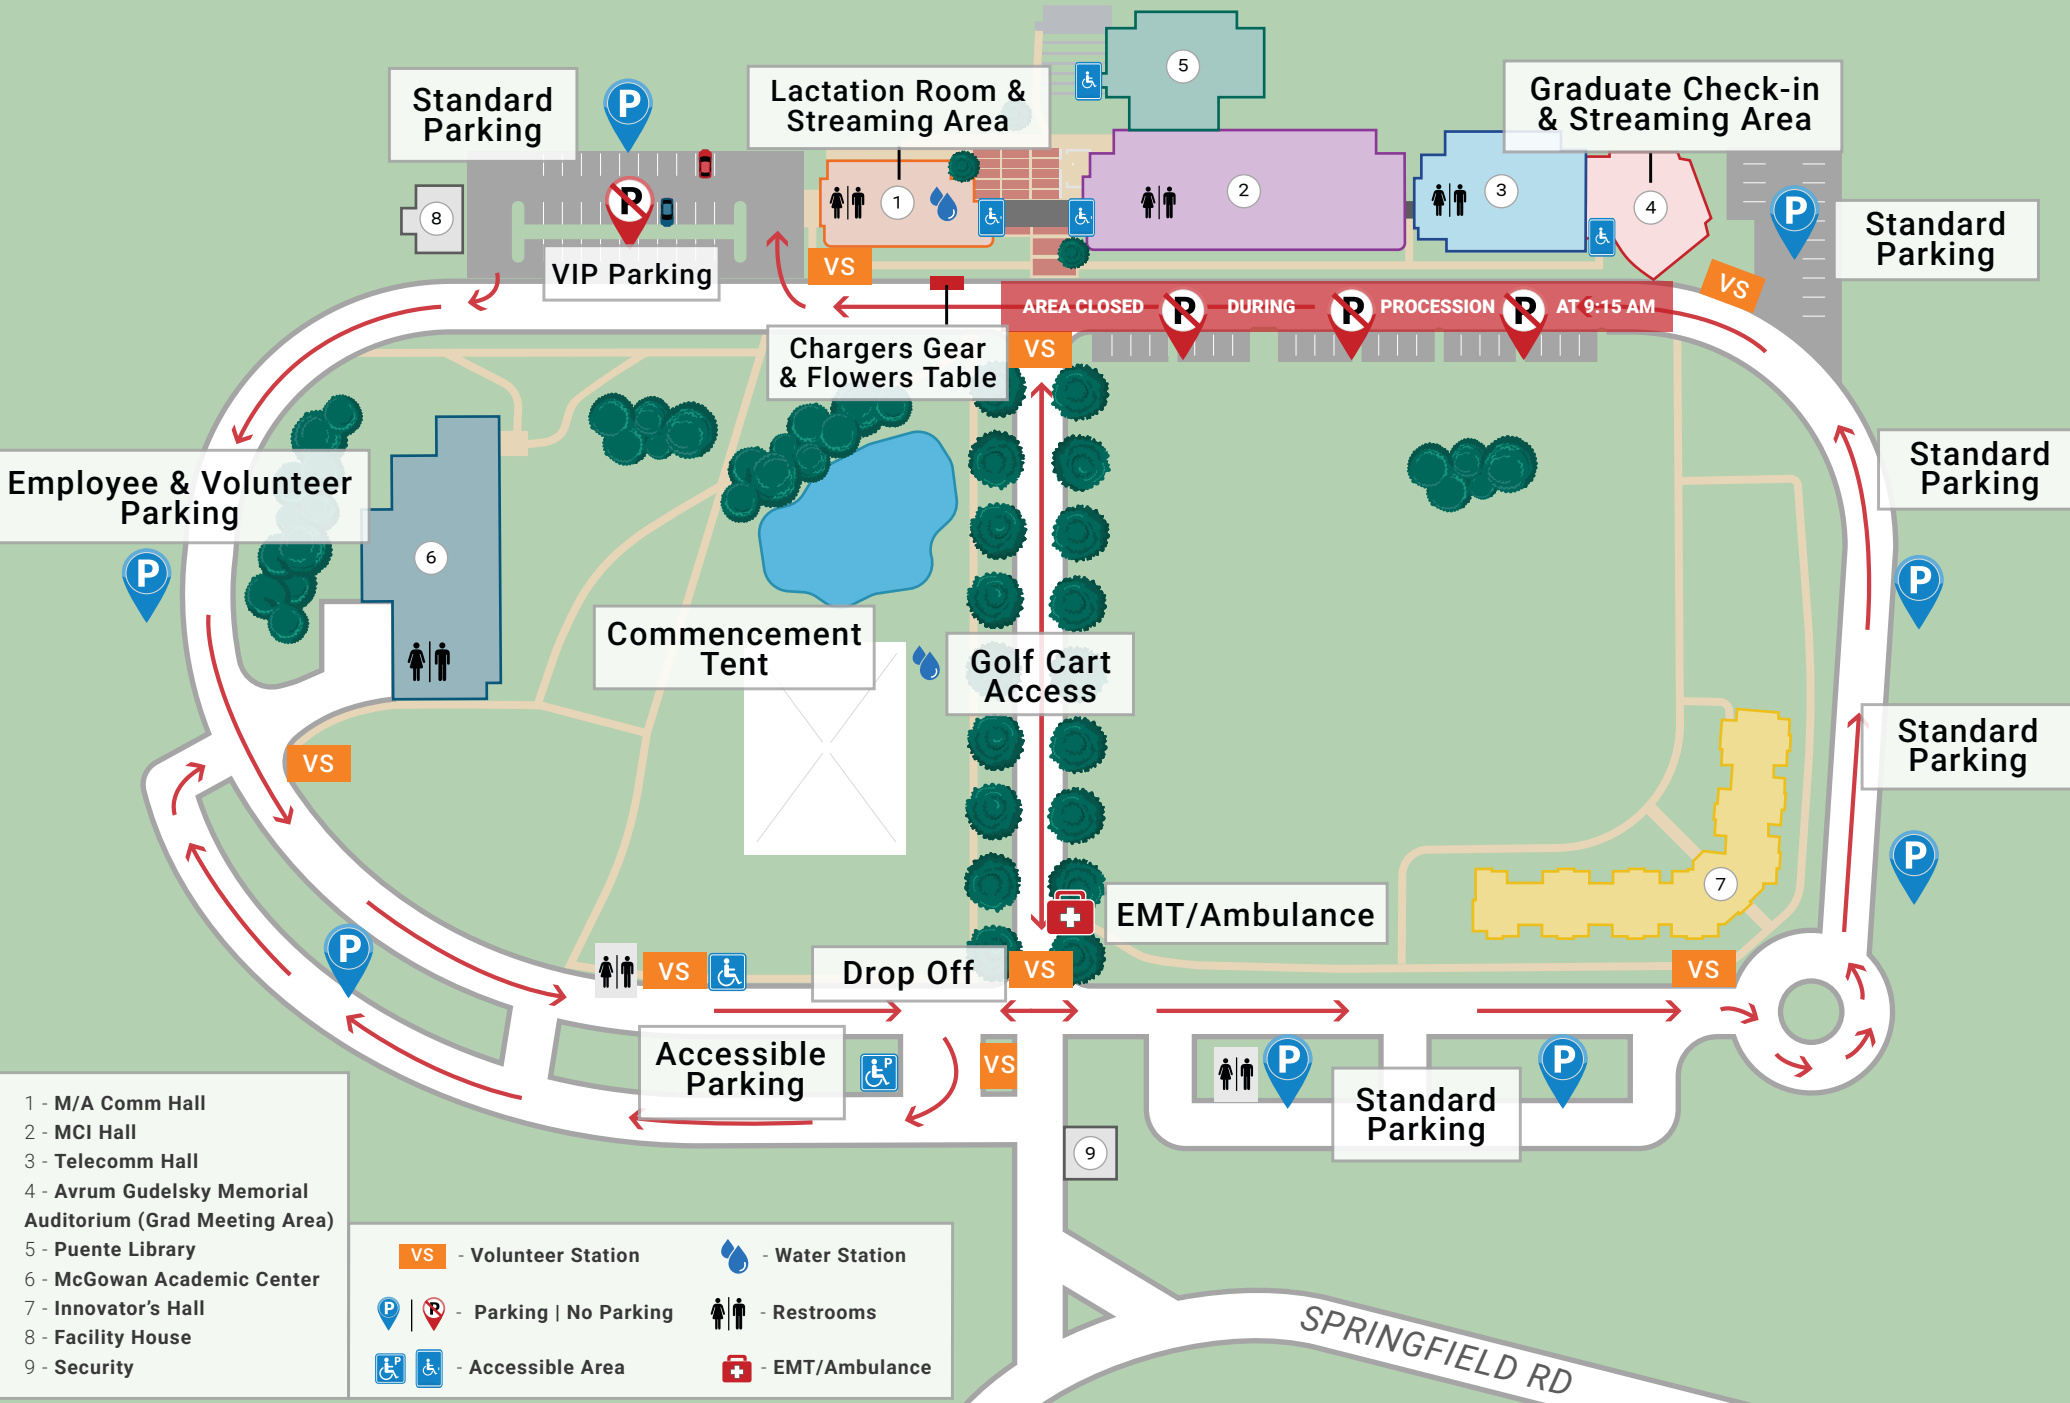 Standard
Parking
P
Lactation Room &
Streaming Area
5
Graduate Check-in
& Streaming Area
P
8
VIP Parking
1
2
3
4
P
Standard
Parking
VS
VS
AREA CLOSED P DURING P PROCESSION P AT 9:15 AM
Chargers Gear
& Flowers Table
VS
Employee & Volunteer
Parking
P
6
Standard
Parking
P
Commencement
Tent
Golf Cart
Access
Standard
Parking
P
VS
7
EMT/Ambulance
P
VS
Drop Off
VS
VS
Accessible
Parking
P
VS
P
P
Standard
Parking
9
1 - M/A Comm Hall
2 - MCI Hall
3 - Telecomm Hall
4 - Avrum Gudelsky Memorial
Auditorium (Grad Meeting Area)
5 - Puente Library
6 - McGowan Academic Center
7 - Innovator's Hall
8 - Facility House
9 - Security
VS - Volunteer Station
- Water Station
P | P - Parking | No Parking
- Restrooms
P - Accessible Area
- EMT/Ambulance
SPRINGFIELD RD